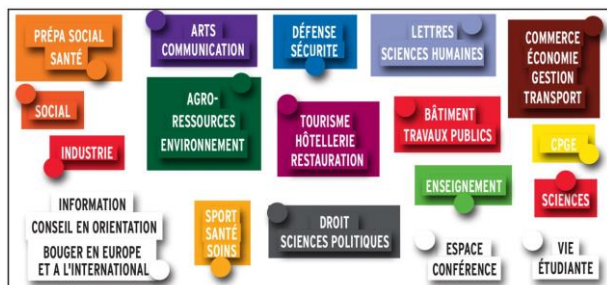 PRÉPA SOCIAL
SANTÉ
ARTS
COMMUNICATION
DÉFENSE
SÉCURITE
LETTRES
SCIENCES HUMAINES
COMMERCE
ÉCONOMIE
GESTION
TRANSPORT
SOCIAL
AGRO-
RESSOURCES
ENVIRONNEMENT
TOURISME
HÔTELLERIE
RESTAURATION
BÂTIMENT
TRAVAUX PUBLICS
INDUSTRIE
CPGE
ENSEIGNEMENT
SCIENCES
INFORMATION
CONSEIL EN ORIENTATION
BOUGER EN EUROPE
ET A L'INTERNATIONAL
SPORT
SANTÉ
SOINS
DROIT
SCIENCES POLITIQUES
ESPACE
CONFÉRENCE
VIE
ÉTUDIANTE